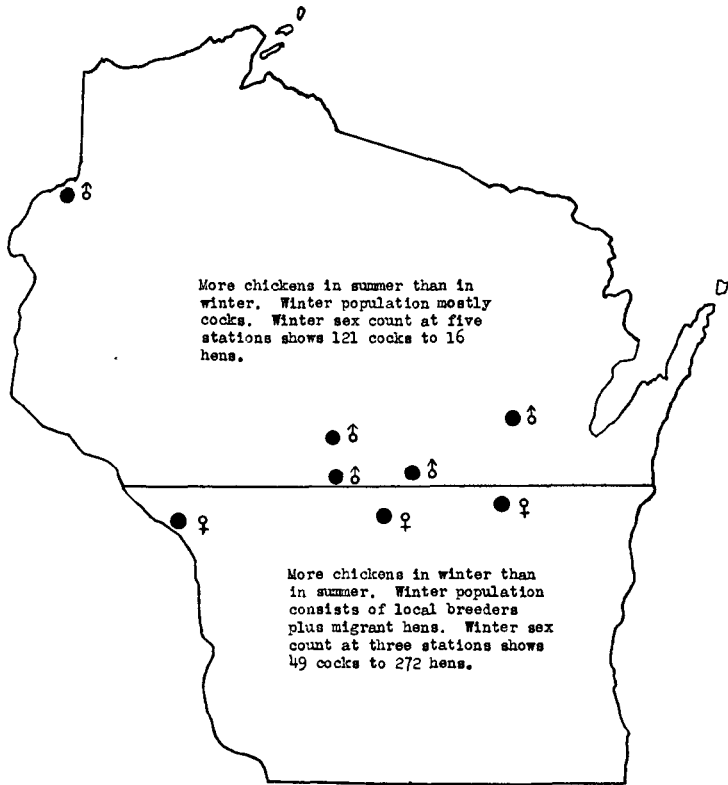 ♂
More chickens in summer than in
winter. Winter population mostly
cocks. Winter sex count at five
stations shows 121 cocks to 16
hens.
♂
♂
♂
♂
♀
♀
♀
More chickens in winter than
in summer. Winter population
consists of local breeders
plus migrant hens. Winter sex
count at three stations shows
49 cocks to 272 hens.